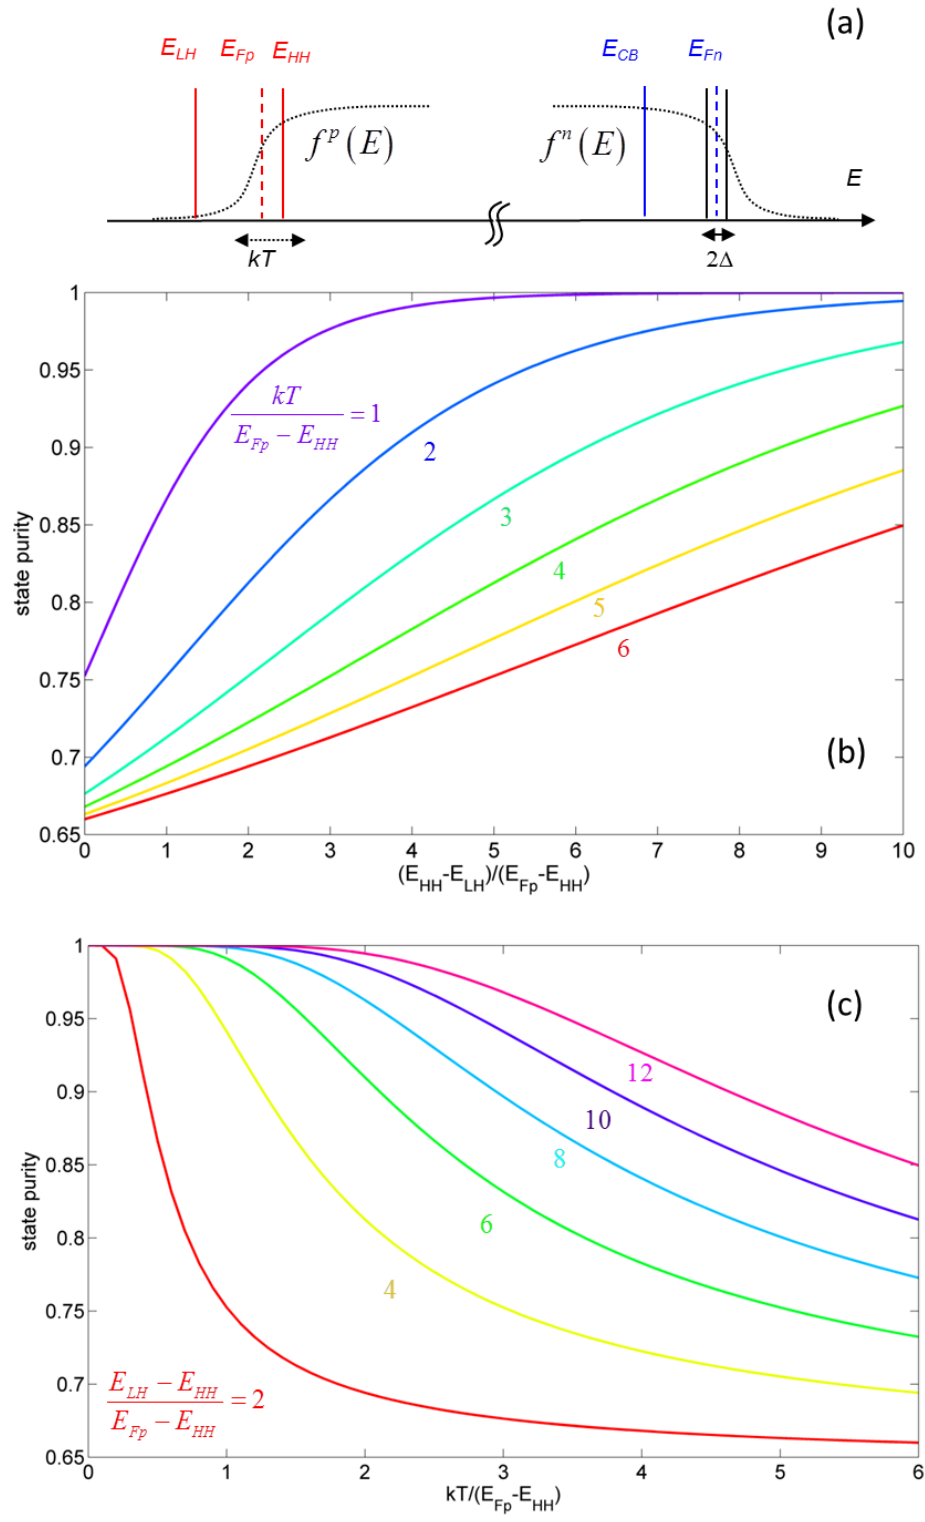 (a)
E_LH E_Fp E_HH E_CB E_Fn
f^p(E) f^n(E)
E
kT 2Δ
1
0.95
kT / (E_Fp − E_HH) = 1
0.9
2
0.85
3
state purity
0.8
4
5
6
0.75
0.7
(b)
0.65
0 1 2 3 4 5 6 7 8 9 10
(E_HH-E_LH)/(E_Fp-E_HH)
1
(c)
0.95
12
0.9
10
0.85
8
state purity
0.8
6
0.75
4
0.7
(E_LH − E_HH) / (E_Fp − E_HH) = 2
0.65
0 1 2 3 4 5 6
kT/(E_Fp-E_HH)